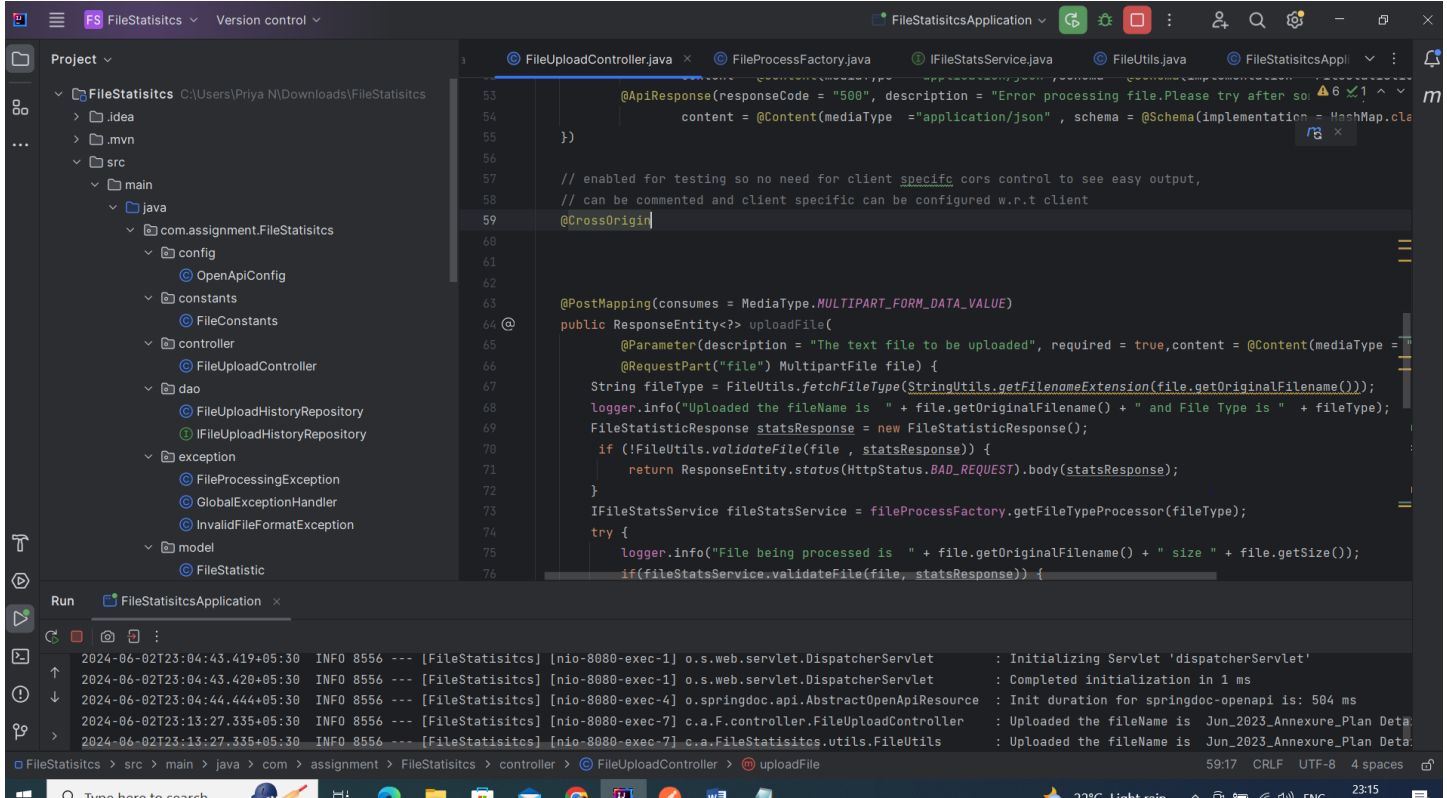 FS FileStatisitcs Version control FileStatisitcsApplication
Project
FileStatisitcs C:\Users\Priya N\Downloads\FileStatisitcs
.idea
.mvn
src
main
java
com.assignment.FileStatisitcs
config
OpenApiConfig
constants
FileConstants
controller
FileUploadController
dao
FileUploadHistoryRepository
IFileUploadHistoryRepository
exception
FileProcessingException
GlobalExceptionHandler
InvalidFileFormatException
model
FileStatistic
FileUploadController.java FileProcessFactory.java IFileStatsService.java FileUtils.java FileStatisitcsAppli
6 1
53 @ApiResponse(responseCode = "500", description = "Error processing file.Please try after so
54 content = @Content(mediaType ="application/json" , schema = @Schema(implementation = HashMap.cla
55 })
56
57 // enabled for testing so no need for client specifc cors control to see easy output,
58 // can be commented and client specific can be configured w.r.t client
59 @CrossOrigin
60
61
62
63 @PostMapping(consumes = MediaType.MULTIPART_FORM_DATA_VALUE)
64 @ public ResponseEntity<?> uploadFile(
65 @Parameter(description = "The text file to be uploaded", required = true,content = @Content(mediaType = "
66 @RequestPart("file") MultipartFile file) {
67 String fileType = FileUtils.fetchFileType(StringUtils.getFilenameExtension(file.getOriginalFilename()));
68 logger.info("Uploaded the fileName is " + file.getOriginalFilename() + " and File Type is " + fileType);
69 FileStatisticResponse statsResponse = new FileStatisticResponse();
70 if (!FileUtils.validateFile(file , statsResponse)) {
71 return ResponseEntity.status(HttpStatus.BAD_REQUEST).body(statsResponse);
72 }
73 IFileStatsService fileStatsService = fileProcessFactory.getFileTypeProcessor(fileType);
74 try {
75 logger.info("File being processed is " + file.getOriginalFilename() + " size " + file.getSize());
76 if(fileStatsService.validateFile(file, statsResponse)) {
Run FileStatisitcsApplication
2024-06-02T23:04:43.419+05:30 INFO 8556 --- [FileStatisitcs] [nio-8080-exec-1] o.s.web.servlet.DispatcherServlet : Initializing Servlet 'dispatcherServlet'
2024-06-02T23:04:43.420+05:30 INFO 8556 --- [FileStatisitcs] [nio-8080-exec-1] o.s.web.servlet.DispatcherServlet : Completed initialization in 1 ms
2024-06-02T23:04:44.444+05:30 INFO 8556 --- [FileStatisitcs] [nio-8080-exec-4] o.springdoc.api.AbstractOpenApiResource : Init duration for springdoc-openapi is: 504 ms
2024-06-02T23:13:27.335+05:30 INFO 8556 --- [FileStatisitcs] [nio-8080-exec-7] c.a.F.controller.FileUploadController : Uploaded the fileName is Jun_2023_Annexure_Plan Deta
2024-06-02T23:13:27.335+05:30 INFO 8556 --- [FileStatisitcs] [nio-8080-exec-7] c.a.FileStatisitcs.utils.FileUtils : Uploaded the fileName is Jun_2023_Annexure_Plan Deta
FileStatisitcs > src > main > java > com > assignment > FileStatisitcs > controller > FileUploadController > uploadFile 59:17 CRLF UTF-8 4 spaces
Type here to search 22°C Light rain ENG 23:15